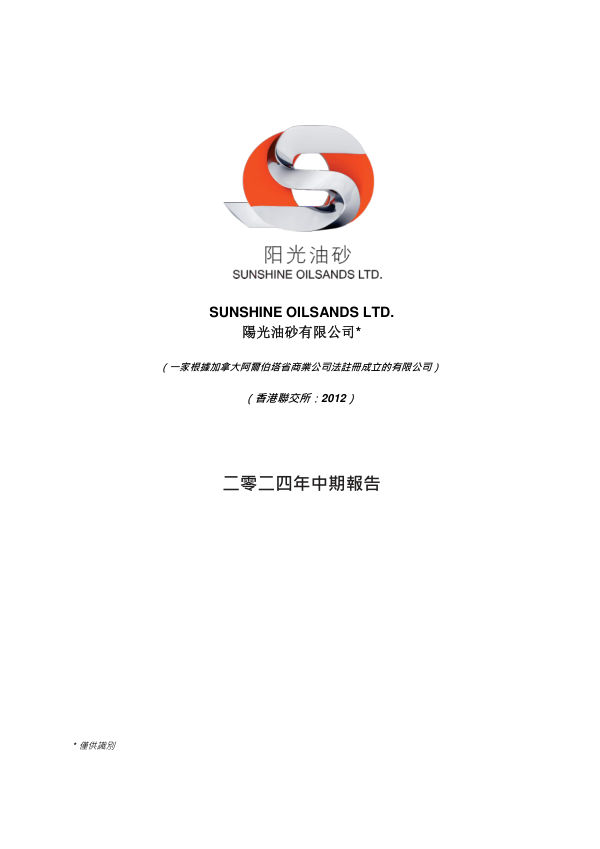 阳光油砂
SUNSHINE OILSANDS LTD.
SUNSHINE OILSANDS LTD.
陽光油砂有限公司*
（一家根據加拿大阿爾伯塔省商業公司法註冊成立的有限公司）
（香港聯交所：2012）
二零二四年中期報告
* 僅供識別